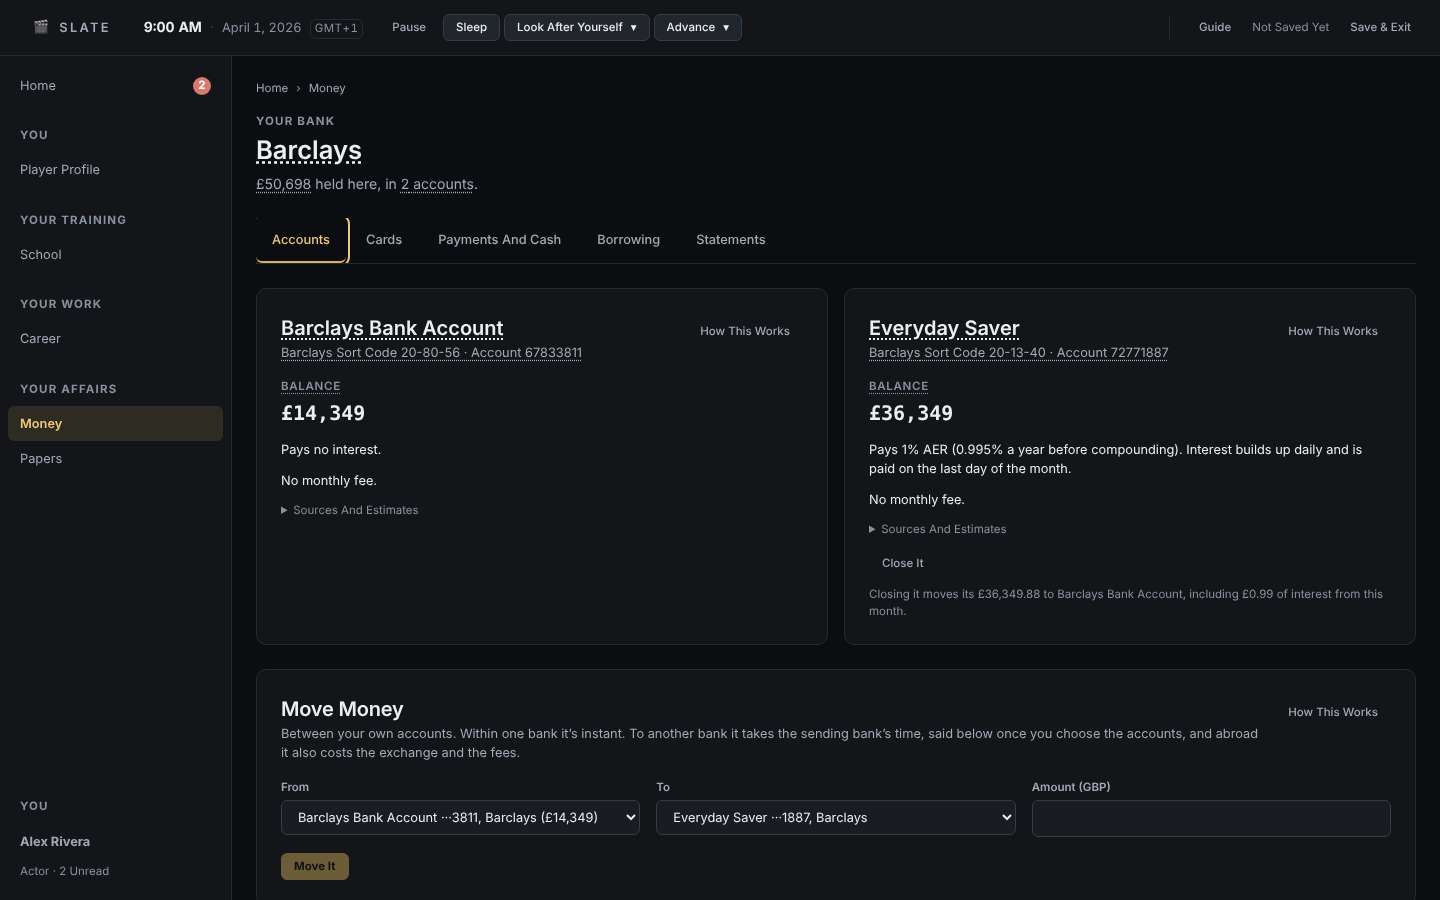 SLATE
9:00 AM · April 1, 2026 GMT+1
Pause
Sleep
Look After Yourself ▾
Advance ▾
Guide
Not Saved Yet
Save & Exit
Home 2
YOU
Player Profile
YOUR TRAINING
School
YOUR WORK
Career
YOUR AFFAIRS
Money
Papers
YOU
Alex Rivera
Actor · 2 Unread
Home › Money
YOUR BANK
Barclays
£50,698 held here, in 2 accounts.
Accounts
Cards
Payments And Cash
Borrowing
Statements
Barclays Bank Account
How This Works
Barclays Sort Code 20-80-56 · Account 67833811
BALANCE
£14,349
Pays no interest.
No monthly fee.
▶ Sources And Estimates
Everyday Saver
How This Works
Barclays Sort Code 20-13-40 · Account 72771887
BALANCE
£36,349
Pays 1% AER (0.995% a year before compounding). Interest builds up daily and is
paid on the last day of the month.
No monthly fee.
▶ Sources And Estimates
Close It
Closing it moves its £36,349.88 to Barclays Bank Account, including £0.99 of interest from this
month.
Move Money
How This Works
Between your own accounts. Within one bank it’s instant. To another bank it takes the sending bank’s time, said below once you choose the accounts, and abroad
it also costs the exchange and the fees.
From
Barclays Bank Account ···3811, Barclays (£14,349)
To
Everyday Saver ···1887, Barclays
Amount (GBP)
Move It